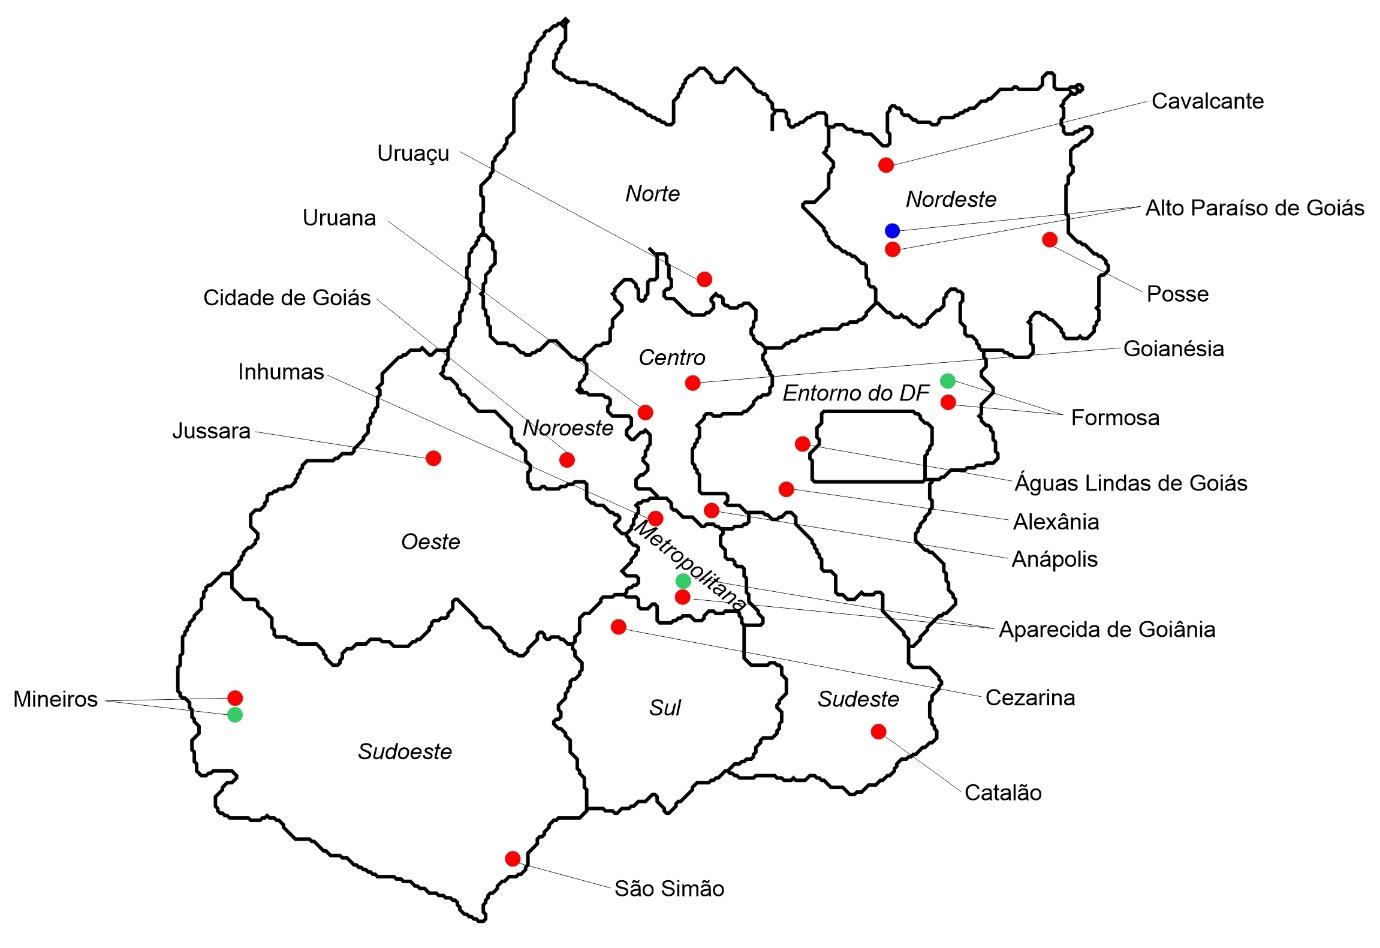 Cavalcante
Uruaçu
Norte
Nordeste
Alto Paraíso de Goiás
Uruana
Posse
Cidade de Goiás
Goianésia
Centro
Inhumas
Entorno do DF
Formosa
Jussara
Noroeste
Águas Lindas de Goiás
Alexânia
Oeste
Metropolitana
Anápolis
Aparecida de Goiânia
Mineiros
Cezarina
Sul
Sudeste
Sudoeste
Catalão
São Simão